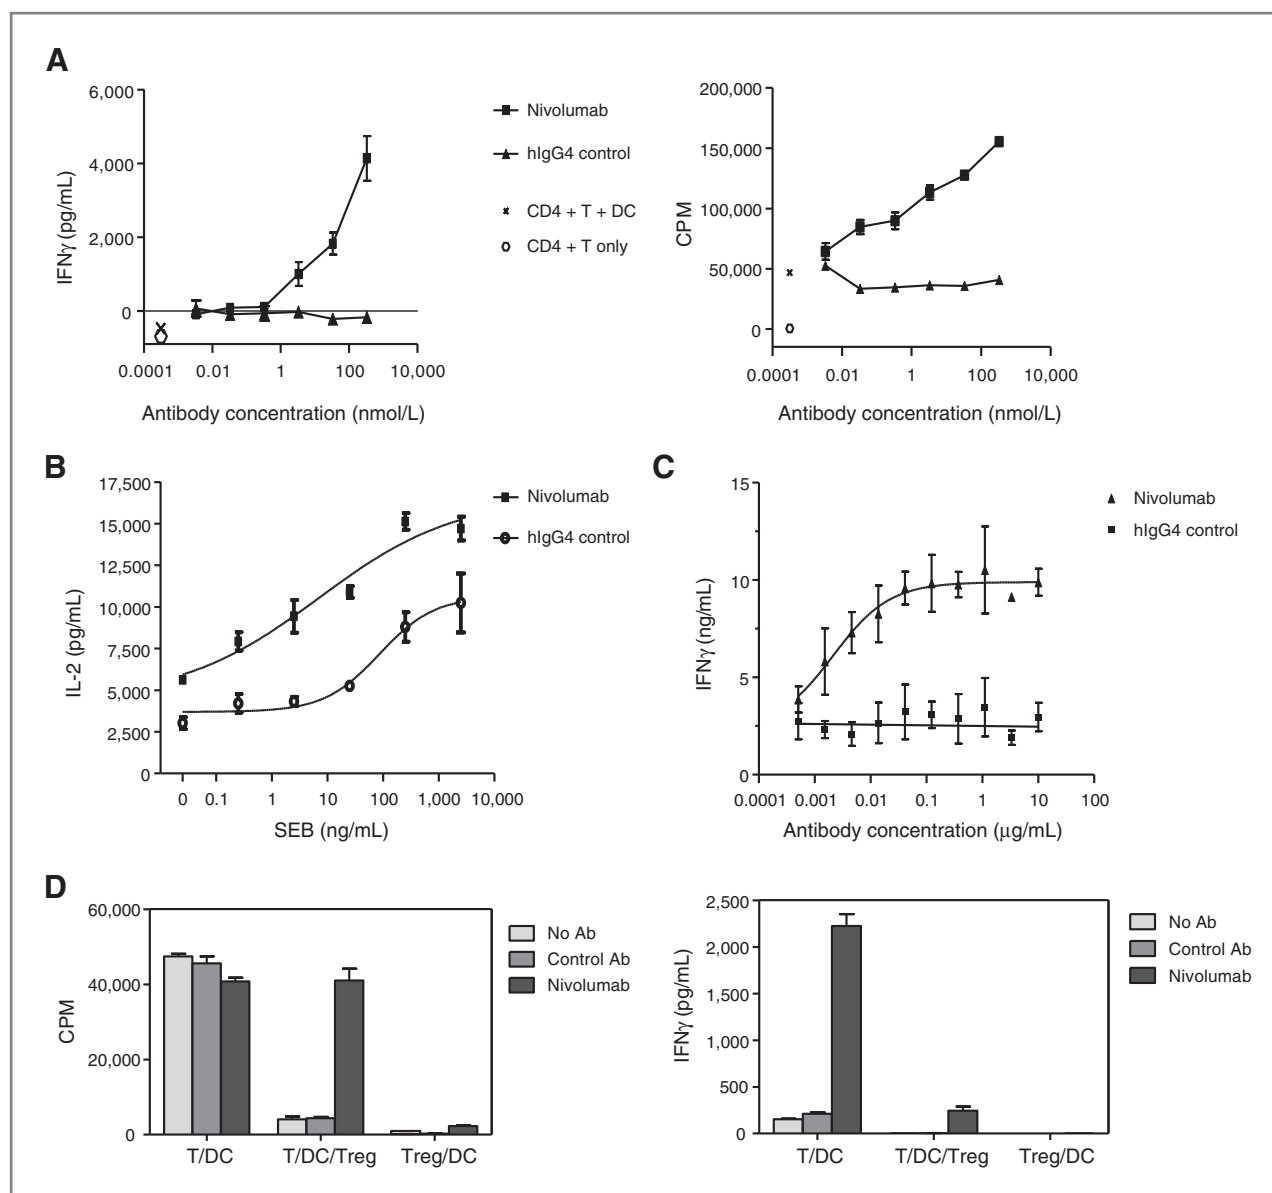 A
6,000
4,000
2,000
0
IFNγ (pg/mL)
0.0001 0.01 1 100 10,000
Antibody concentration (nmol/L)
Nivolumab
hIgG4 control
CD4 + T + DC
CD4 + T only
200,000
150,000
100,000
50,000
0
CPM
0.0001 0.01 1 100 10,000
Antibody concentration (nmol/L)
B
17,500
15,000
12,500
10,000
7,500
5,000
2,500
0
IL-2 (pg/mL)
0 0.1 1 10 100 1,000 10,000
SEB (ng/mL)
Nivolumab
hIgG4 control
C
15
10
5
0
IFNγ (ng/mL)
0.0001 0.001 0.01 0.1 1 10 100
Antibody concentration (μg/mL)
Nivolumab
hIgG4 control
D
60,000
40,000
20,000
0
CPM
T/DC T/DC/Treg Treg/DC
No Ab
Control Ab
Nivolumab
2,500
2,000
1,500
1,000
500
0
IFNγ (pg/mL)
T/DC T/DC/Treg Treg/DC
No Ab
Control Ab
Nivolumab